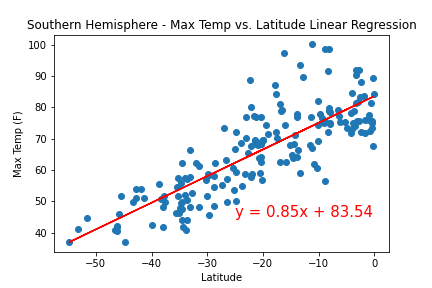 Southern Hemisphere - Max Temp vs. Latitude Linear Regression
100
90
80
70
60
50
40
Max Temp (F)
y = 0.85x + 83.54
−50 −40 −30 −20 −10 0
Latitude